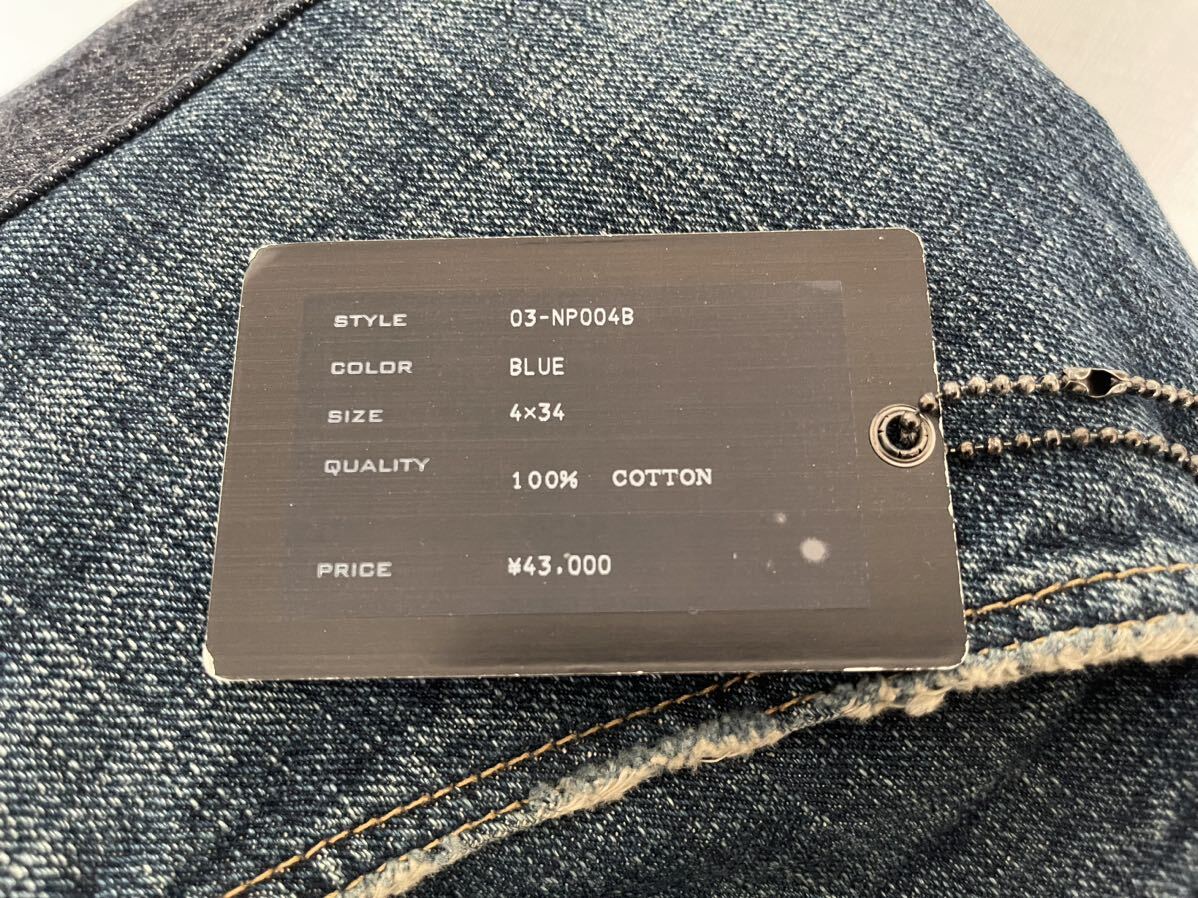 STYLE 03-NP004B
COLOR BLUE
SIZE 4×34
QUALITY 100% COTTON
PRICE ¥43,000